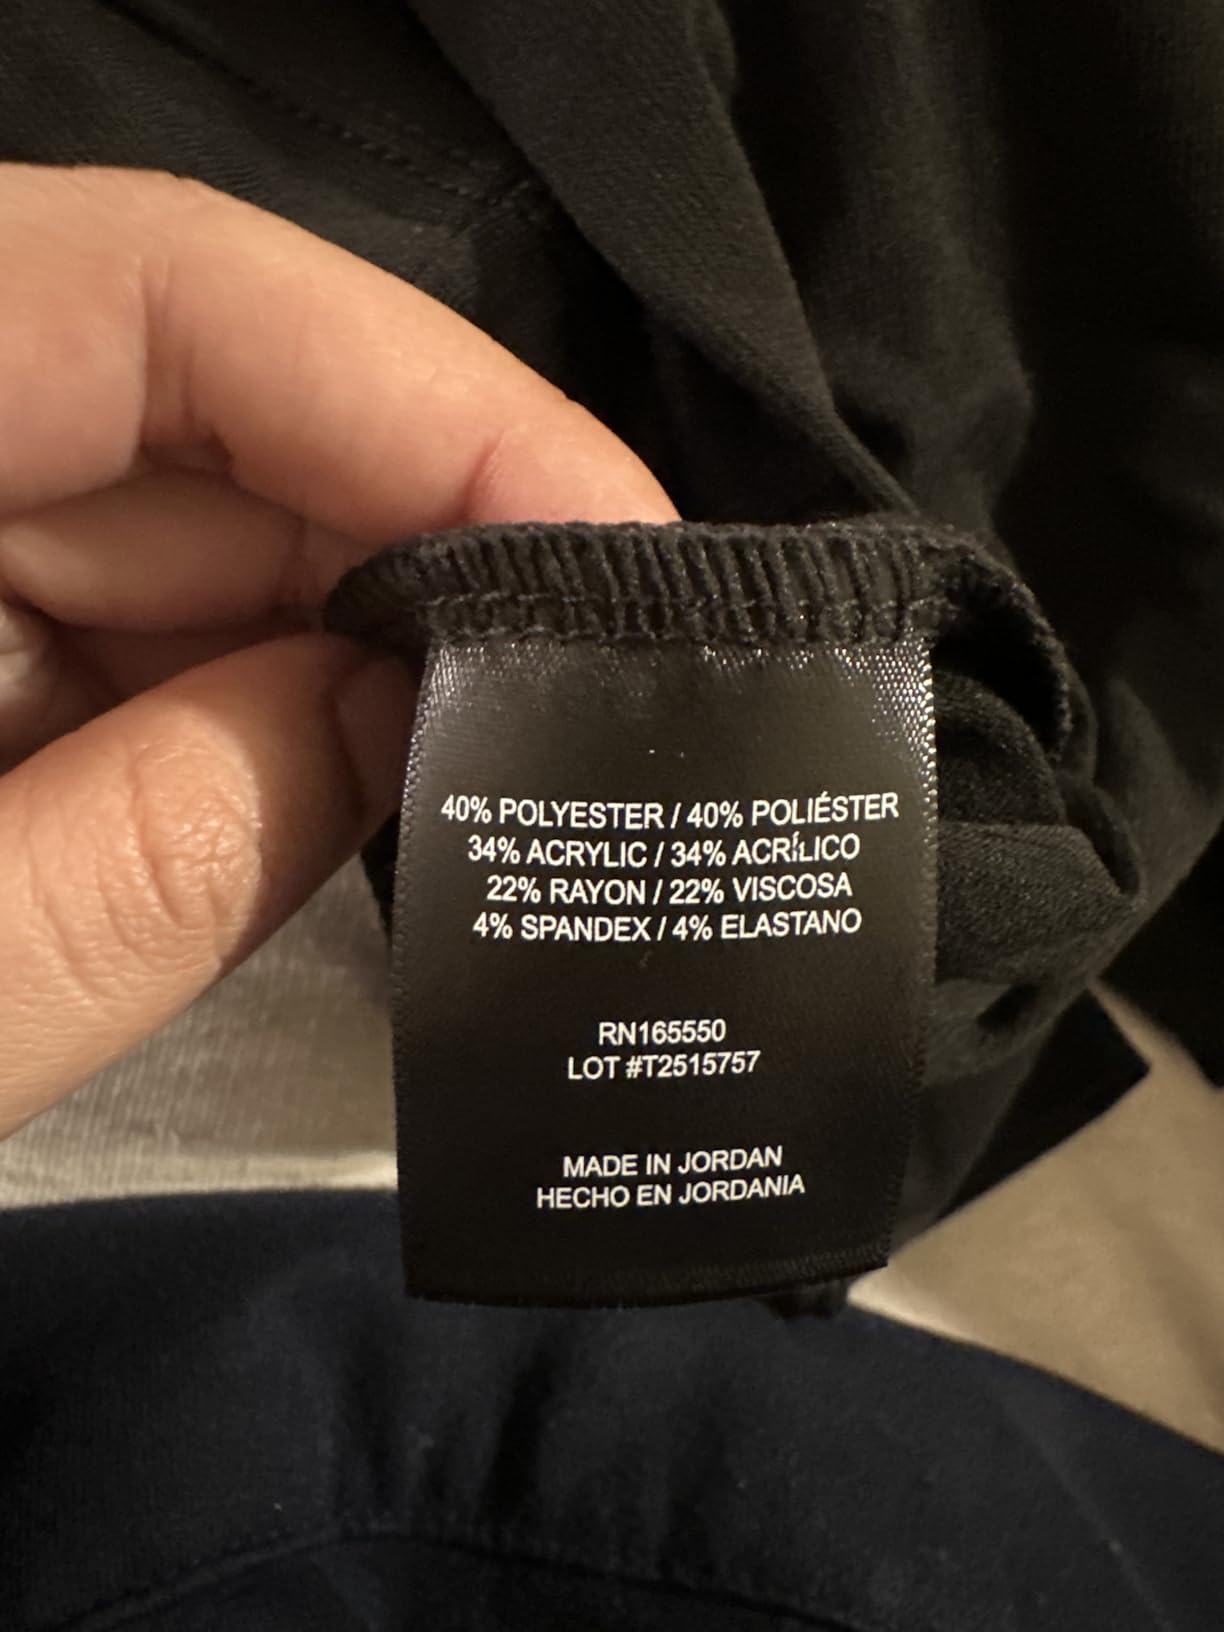 40% POLYESTER / 40% POLIÉSTER
34% ACRYLIC / 34% ACRÍLICO
22% RAYON / 22% VISCOSA
4% SPANDEX / 4% ELASTANO
RN165550
LOT #T2515757
MADE IN JORDAN
HECHO EN JORDANIA